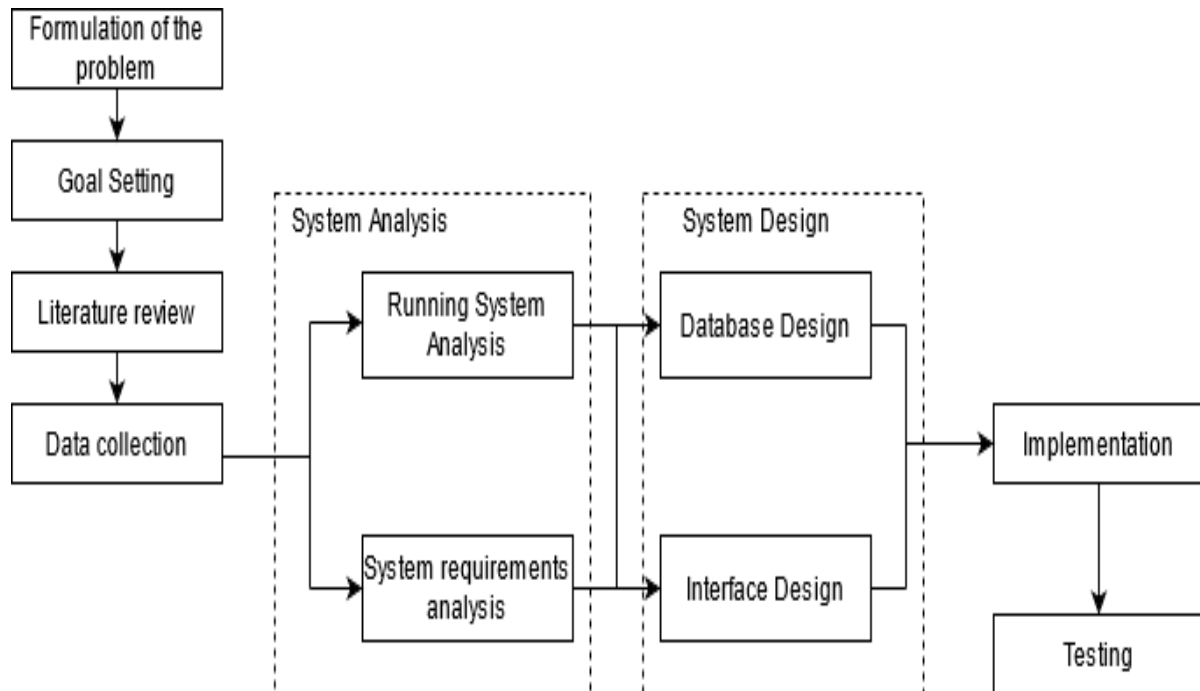 Formulation of the
problem
Goal Setting
Literature review
Data collection
System Analysis
Running System
Analysis
System requirements
analysis
System Design
Database Design
Interface Design
Implementation
Testing